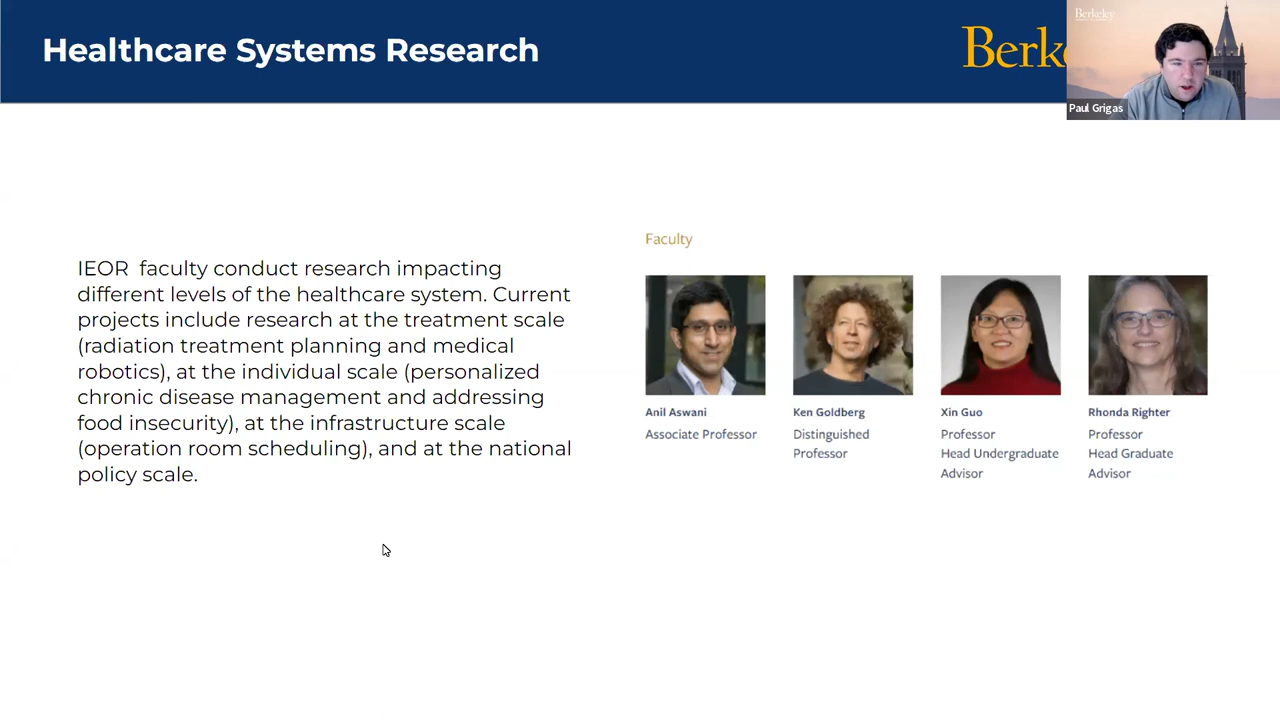 Healthcare Systems Research
Berke
Berkeley
Paul Grigas
IEOR  faculty conduct research impacting
different levels of the healthcare system. Current
projects include research at the treatment scale
(radiation treatment planning and medical
robotics), at the individual scale (personalized
chronic disease management and addressing
food insecurity), at the infrastructure scale
(operation room scheduling), and at the national
policy scale.
Faculty
Anil Aswani
Associate Professor
Ken Goldberg
Distinguished
Professor
Xin Guo
Professor
Head Undergraduate
Advisor
Rhonda Righter
Professor
Head Graduate
Advisor